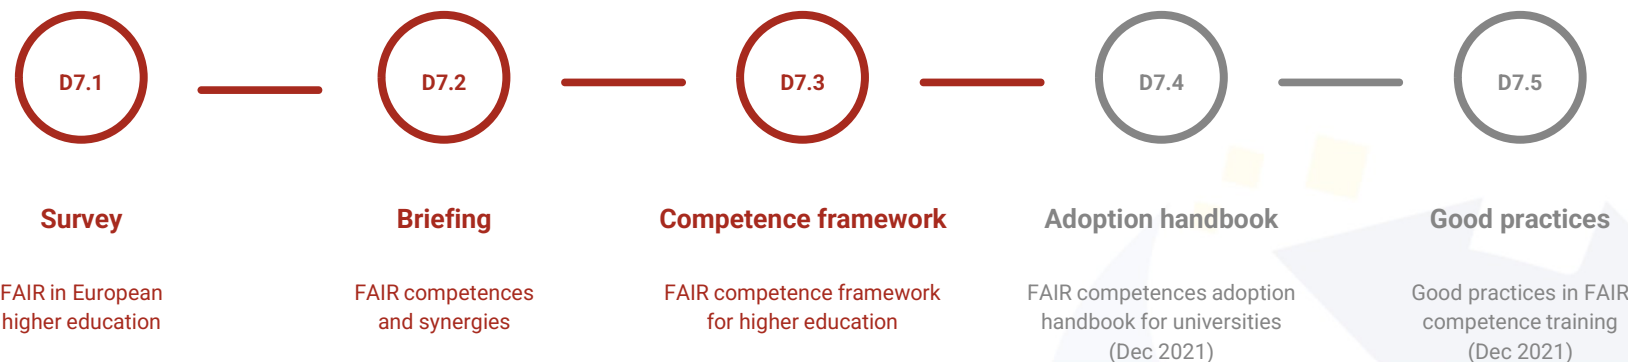 D7.1
D7.2
D7.3
D7.4
D7.5
Survey
Briefing
Competence framework
Adoption handbook
Good practices
FAIR in European
higher education
FAIR competences
and synergies
FAIR competence framework
for higher education
FAIR competences adoption
handbook for universities
(Dec 2021)
Good practices in FAIR
competence training
(Dec 2021)